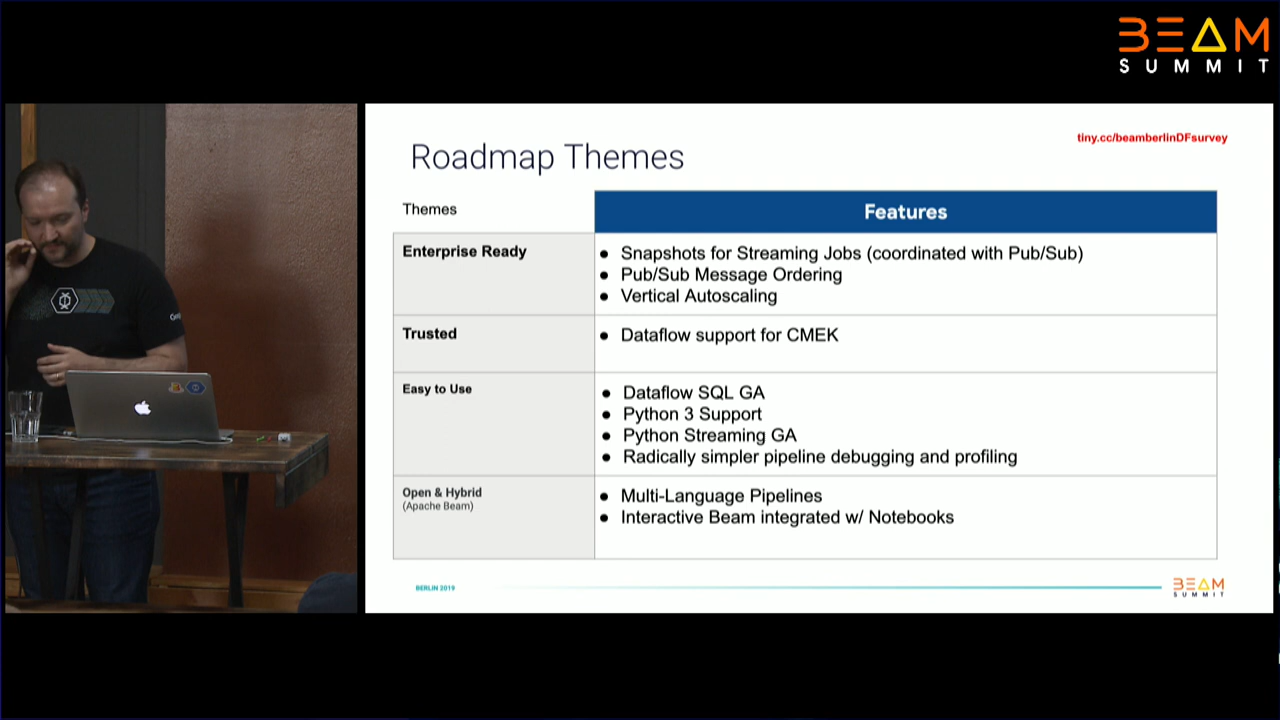 BEAM
SUMMIT
tiny.cc/beamberlinDFsurvey
Roadmap Themes
Themes
Features
Enterprise Ready
● Snapshots for Streaming Jobs (coordinated with Pub/Sub)
● Pub/Sub Message Ordering
● Vertical Autoscaling
Trusted
● Dataflow support for CMEK
Easy to Use
● Dataflow SQL GA
● Python 3 Support
● Python Streaming GA
● Radically simpler pipeline debugging and profiling
Open & Hybrid
(Apache Beam)
● Multi-Language Pipelines
● Interactive Beam integrated w/ Notebooks
BERLIN 2019
BEAM
SUMMIT